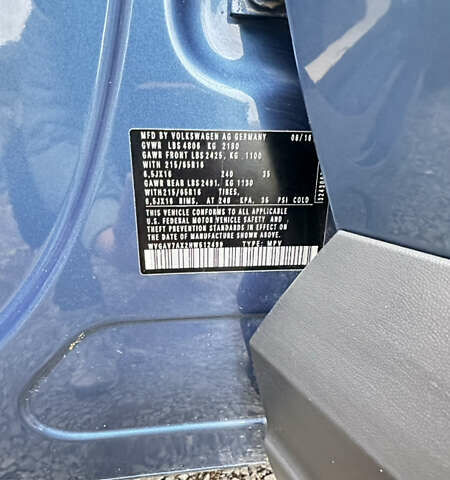 MFD. BY VOLKSWAGEN AG GERMANY 08/16
GVWR LBS 4806 KG 2180
GAWR FRONT LBS 2425, KG .1100
WITH 215/65R16
6,5JX16 240 35
GAWR REAR LBS 2491, KG 1130
WITH 215/65R16 TIRES,
6,5JX16 RIMS, AT 240 KPA, 35 PSI COLD
THIS VEHICLE CONFORMS TO ALL APPLICABLE
U.S. FEDERAL MOTOR VEHICLE SAFETY AND
THEFT PREVENTION STANDARDS IN EFFECT ON
THE DATE OF MANUFACTURE SHOWN ABOVE.
TYPE: MPV